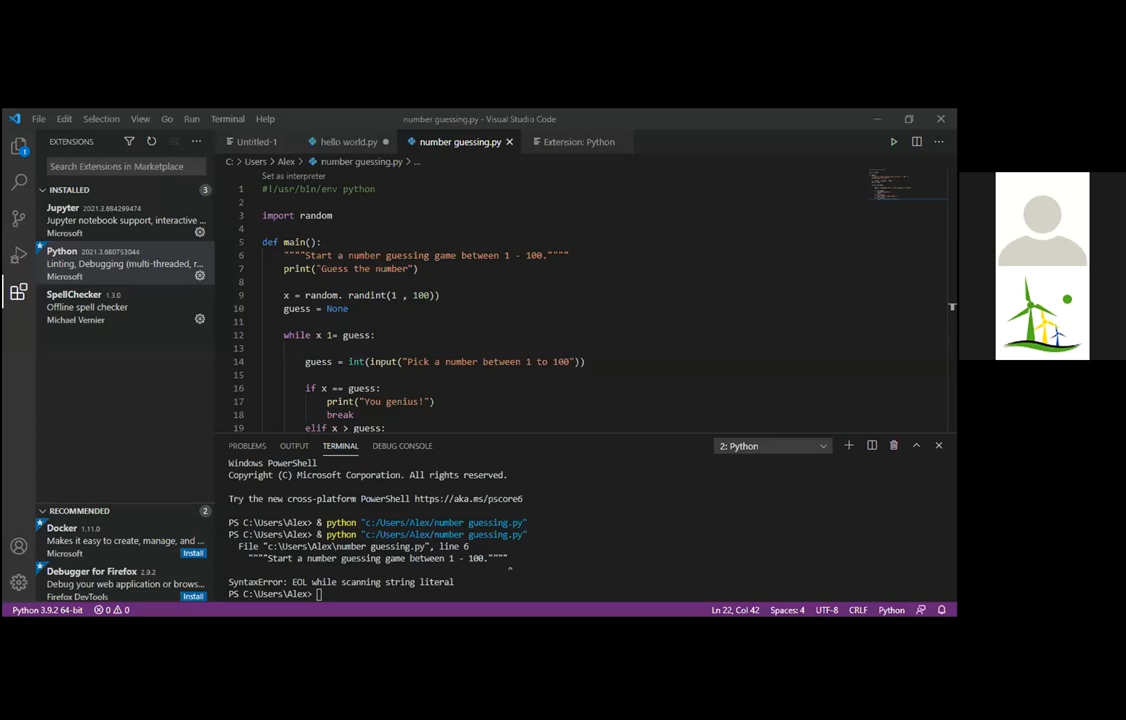 File Edit Selection View Go Run Terminal Help number guessing.py - Visual Studio Code
EXTENSIONS
Untitled-1 hello world.py number guessing.py Extension: Python
Search Extensions in Marketplace
C: > Users > Alex > number guessing.py > ...
INSTALLED 3
Jupyter 2021.3.684299474
Jupyter notebook support, interactive ...
Microsoft
Python 2021.3.680753044
Linting, Debugging (multi-threaded, r...
Microsoft
SpellChecker 1.3.0
Offline spell checker
Michael Vernier
RECOMMENDED 2
Docker 1.11.0
Makes it easy to create, manage, and ...
Microsoft Install
Debugger for Firefox 2.9.2
Debug your web application or brows...
Firefox DevTools Install
1
Set as interpreter
1 #!/usr/bin/env python
2
3 import random
4
5 def main():
6 """"Start a number guessing game between 1 - 100.""""
7 print("Guess the number")
8
9 x = random. randint(1 , 100))
10 guess = None
11
12 while x 1= guess:
13
14 guess = int(input("Pick a number between 1 to 100"))
15
16 if x == guess:
17 print("You genius!")
18 break
19 elif x > guess:
PROBLEMS OUTPUT TERMINAL DEBUG CONSOLE 2: Python
Windows PowerShell
Copyright (C) Microsoft Corporation. All rights reserved.
Try the new cross-platform PowerShell https://aka.ms/pscore6
PS C:\Users\Alex> & python "c:/Users/Alex/number guessing.py"
PS C:\Users\Alex> & python "c:/Users/Alex/number guessing.py"
File "c:\Users\Alex\number guessing.py", line 6
""""Start a number guessing game between 1 - 100.""""
^
SyntaxError: EOL while scanning string literal
PS C:\Users\Alex>
Python 3.9.2 64-bit 0 0 Ln 22, Col 42 Spaces: 4 UTF-8 CRLF Python